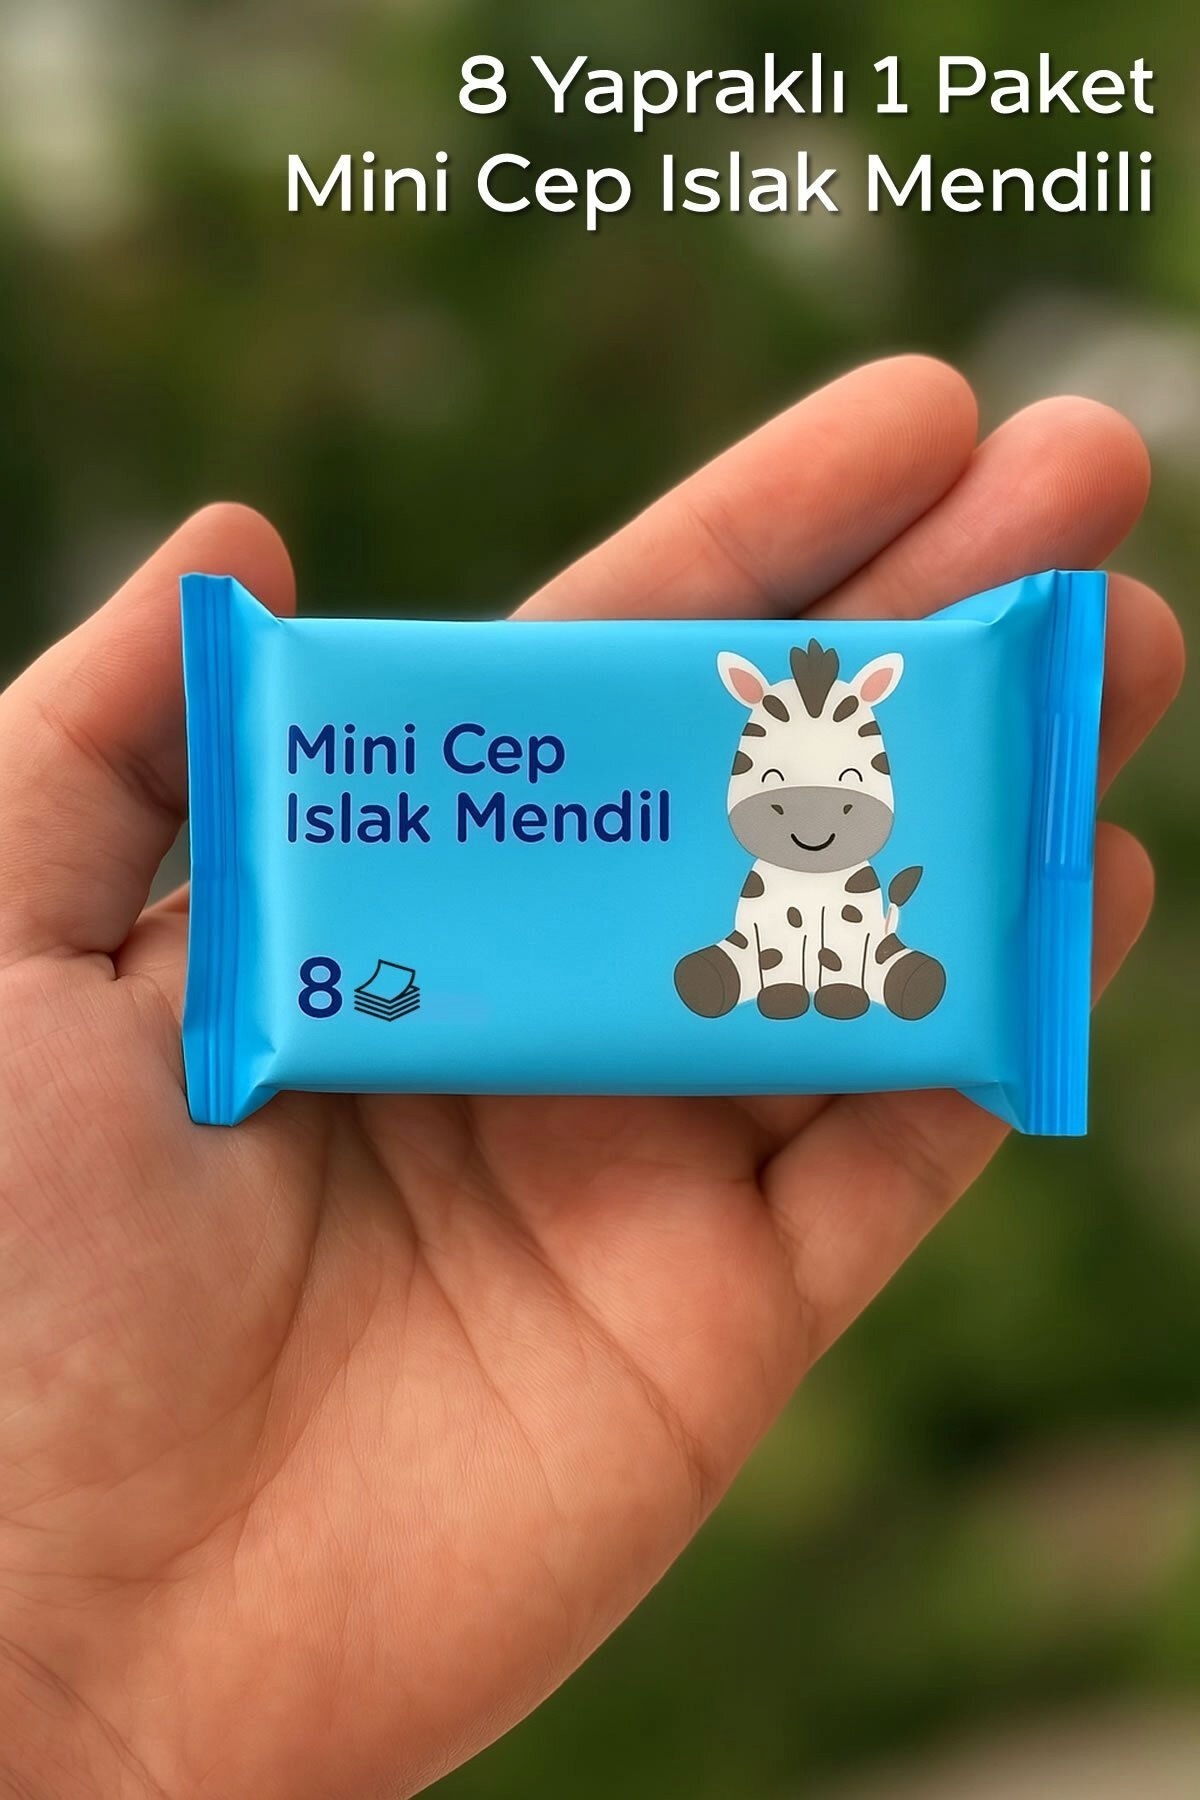 8 Yapraklı 1 Paket
Mini Cep Islak Mendili
Mini Cep
Islak Mendil
8